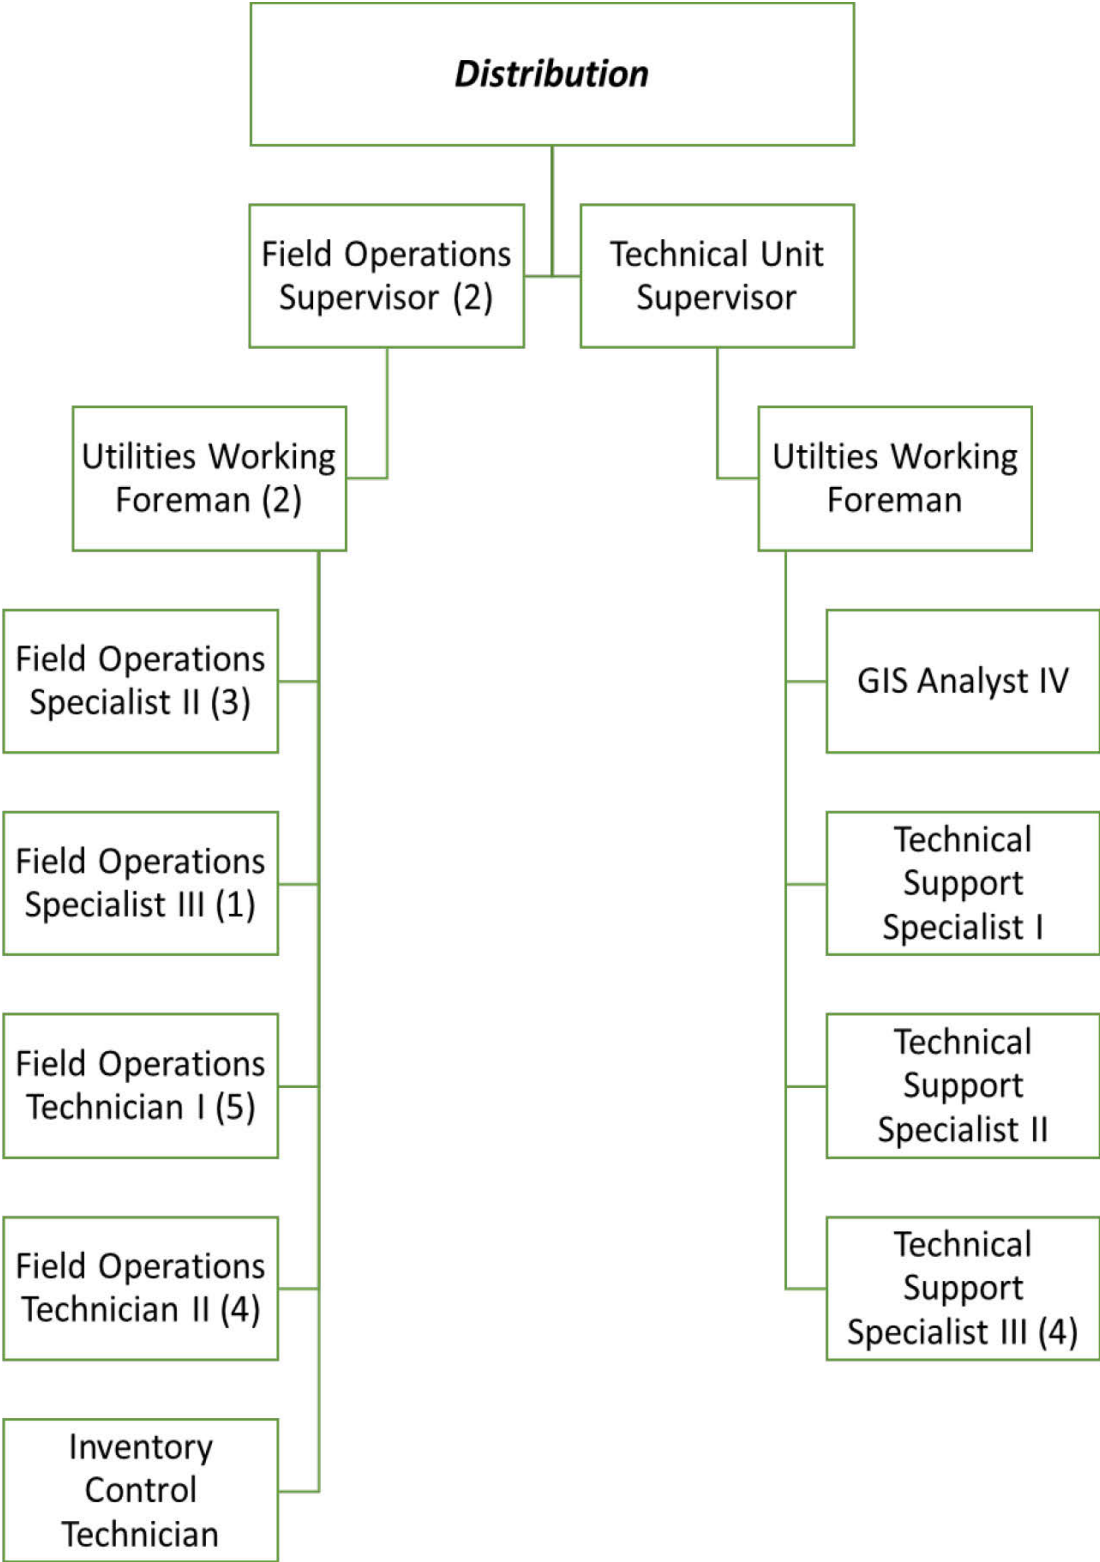 Distribution
Field Operations
Supervisor (2)
Technical Unit
Supervisor
Utilities Working
Foreman (2)
Utilties Working
Foreman
Field Operations
Specialist II (3)
GIS Analyst IV
Field Operations
Specialist III (1)
Technical
Support
Specialist I
Field Operations
Technician I (5)
Technical
Support
Specialist II
Field Operations
Technician II (4)
Technical
Support
Specialist III (4)
Inventory
Control
Technician